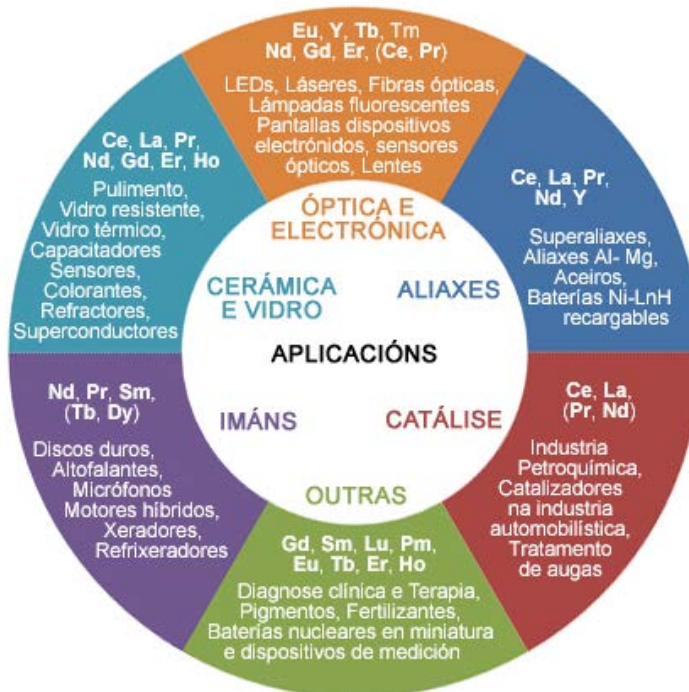 Eu, Y, Tb, Tm
Nd, Gd, Er, (Ce, Pr)
LEDs, Láseres, Fibras ópticas,
Lámpadas fluorescentes
Pantallas dispositivos
electrónidos, sensores
ópticos, Lentes
Ce, La, Pr,
Nd, Gd, Er, Ho
Pulimento,
Vidro resistente,
Vidro térmico,
Capacitadores
Sensores,
Colorantes,
Refractores,
Superconductores
Ce, La, Pr,
Nd, Y
Superaliaxes,
Aliaxes Al- Mg,
Aceiros,
Baterías Ni-LnH
recargables
ÓPTICA E
ELECTRÓNICA
CERÁMICA
E VIDRO
ALIAXES
APLICACIÓNS
IMÁNS
CATÁLISE
OUTRAS
Nd, Pr, Sm,
(Tb, Dy)
Discos duros,
Altofalantes,
Micrófonos
Motores híbridos,
Xeradores,
Refrixeradores
Ce, La,
(Pr, Nd)
Industria
Petroquímica,
Catalizadores
na industria
automobilística,
Tratamento
de augas
Gd, Sm, Lu, Pm,
Eu, Tb, Er, Ho
Diagnose clínica e Terapia,
Pigmentos, Fertilizantes,
Baterías nucleares en miniatura
e dispositivos de medición